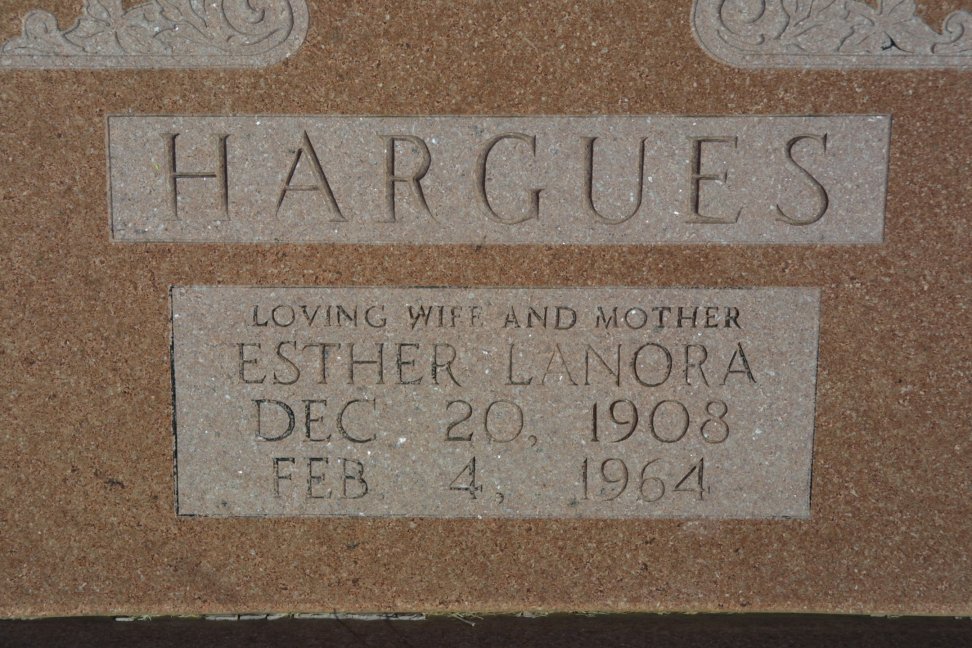 HARGUES
LOVING WIFE AND MOTHER
ESTHER LANORA
DEC 20, 1908
FEB 4, 1964